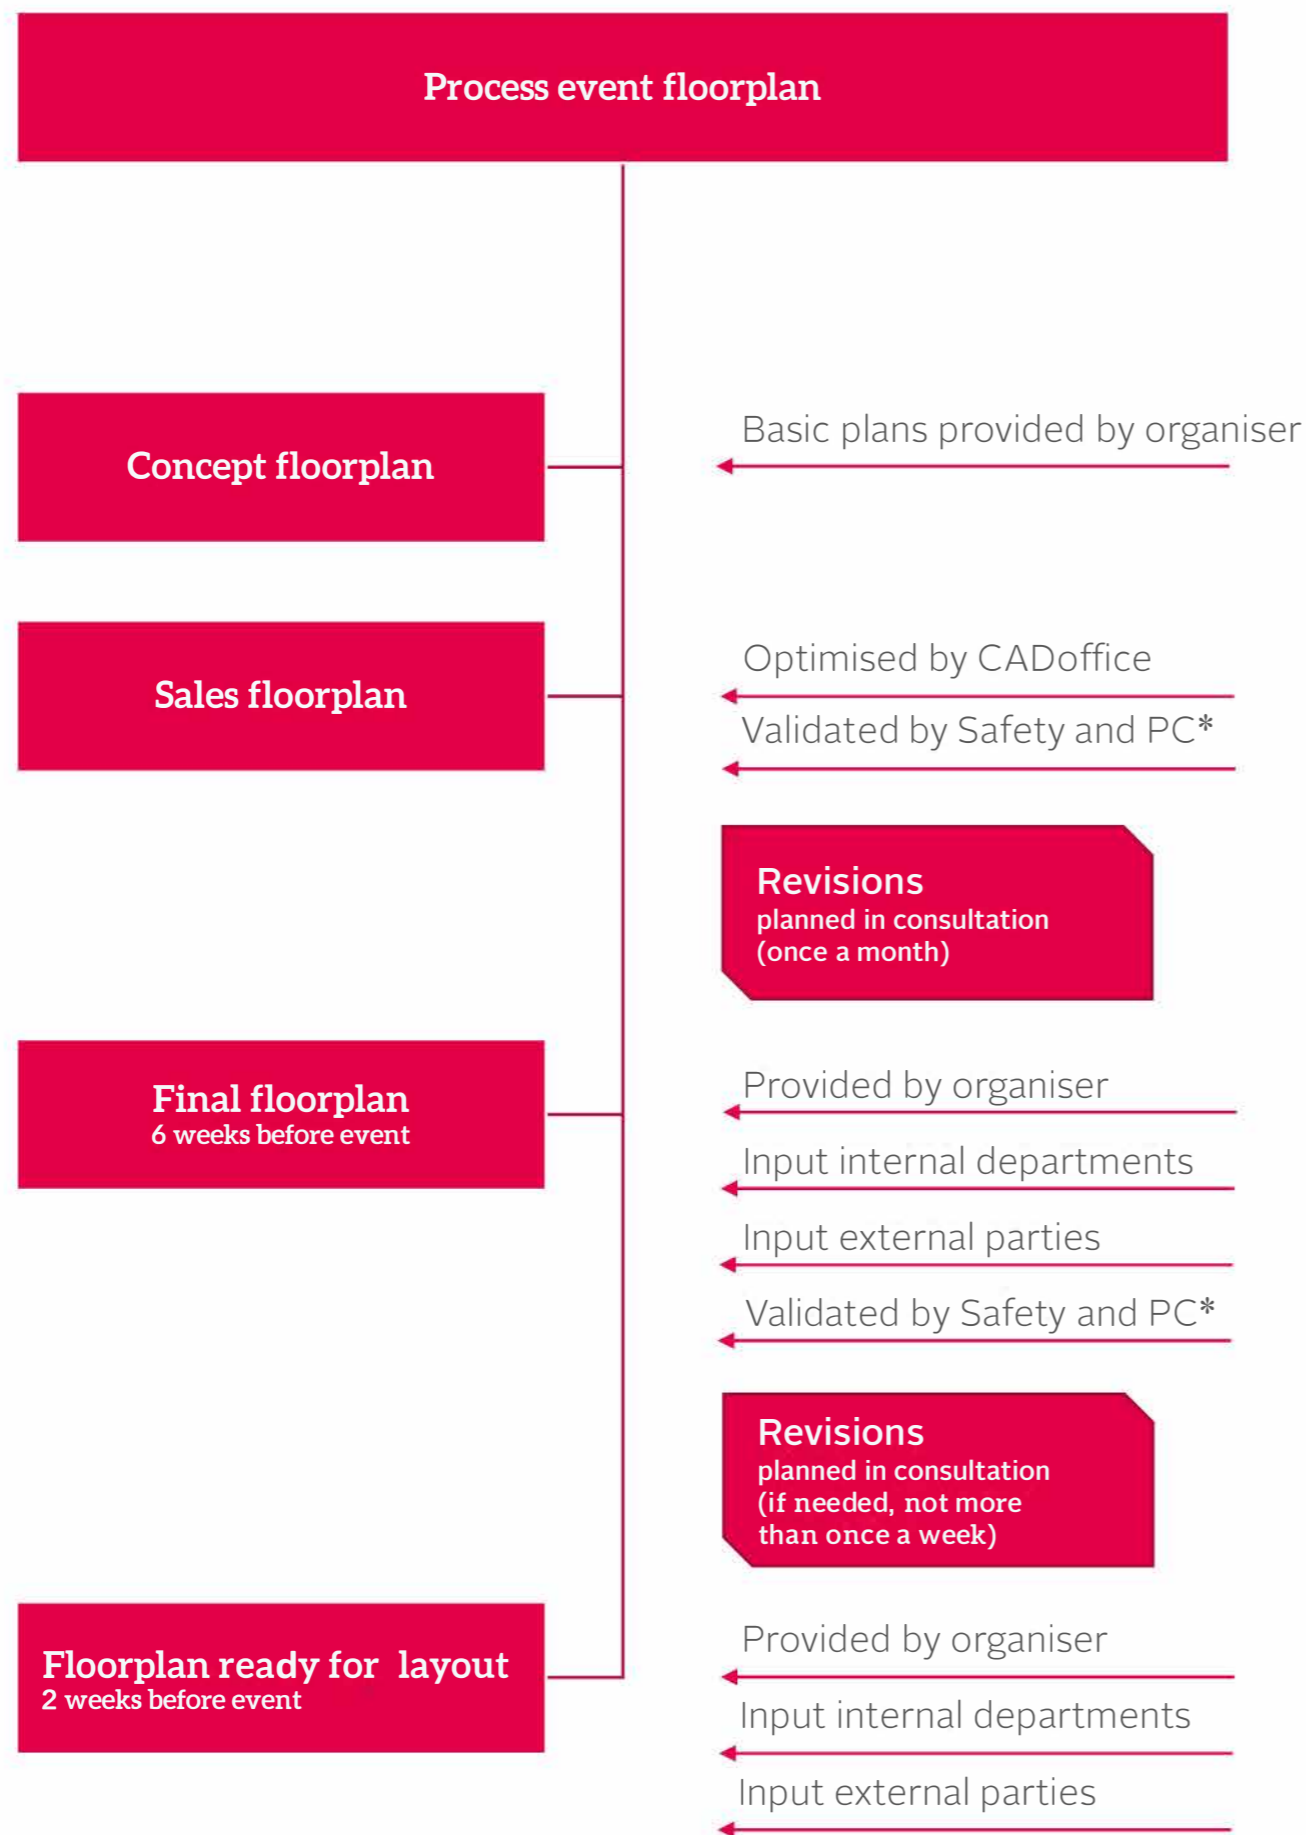 Process event floorplan
Concept floorplan
Basic plans provided by organiser
Sales floorplan
Optimised by CADoffice
Validated by Safety and PC*
Revisions
planned in consultation
(once a month)
Final floorplan
6 weeks before event
Provided by organiser
Input internal departments
Input external parties
Validated by Safety and PC*
Revisions
planned in consultation
(if needed, not more
than once a week)
Floorplan ready for layout
2 weeks before event
Provided by organiser
Input internal departments
Input external parties